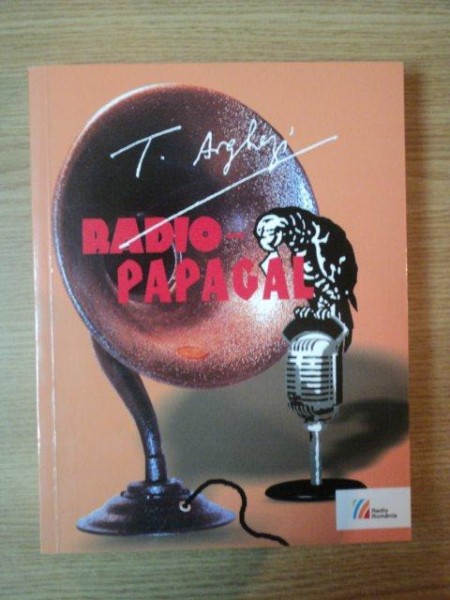 T. Arghezi
RADIO-
PAPAGAL
Radio
România